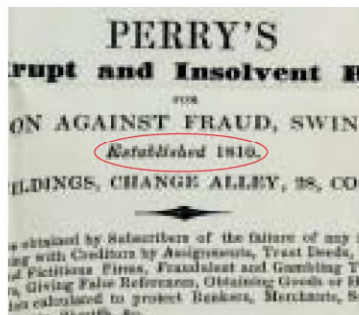 PERRY'S
rupt and Insolvent
FOR
ON AGAINST FRAUD, SWIN
Established 1810.
ILDINGS, CHANGE ALLEY, 28, CO
obtained by Subscribers of the failure of any
ing with Creditors by Assignments, Trust Deeds,
d Fictitious Firms, Fraudulent and Gambling T
s, Giving False References, Obtaining Goods or
calculated to protect Bankers, Merchants, S